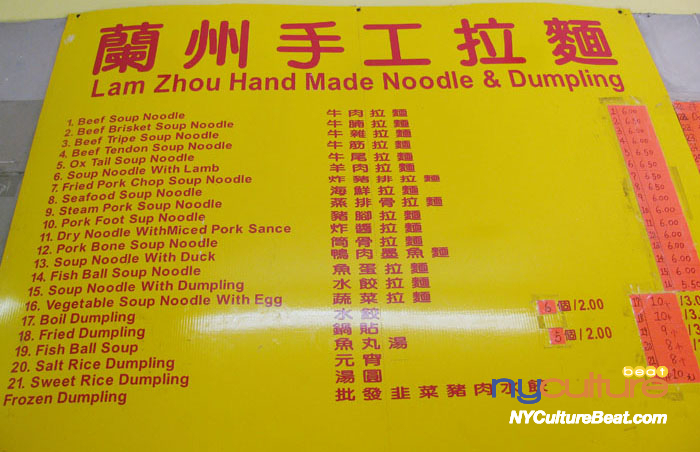 蘭州手工拉麵
Lam Zhou Hand Made Noodle & Dumpling
1. Beef Soup Noodle 牛肉拉麵
2. Beef Brisket Soup Noodle 牛腩拉麵
3. Beef Tripe Soup Noodle 牛雜拉麵
4. Beef Tendon Soup Noodle 牛筋拉麵
5. Ox Tail Soup Noodle 牛尾拉麵
6. Soup Noodle With Lamb 羊肉拉麵
7. Fried Pork Chop Soup Noodle 炸豬排拉麵
8. Seafood Soup Noodle 海鮮拉麵
9. Steam Pork Soup Noodle 蒸排骨拉麵
10. Pork Foot Sup Noodle 豬腳拉麵
11. Dry Noodle WithMiced Pork Sance 炸醬拉麵
12. Pork Bone Soup Noodle 筒骨拉麵
13. Soup Noodle With Duck 鴨肉墨魚麵
14. Fish Ball Soup Noodle 魚蛋拉麵
15. Soup Noodle With Dumpling 水餃拉麵
16. Vegetable Soup Noodle With Egg 蔬菜拉麵
17. Boil Dumpling 水餃 6個/2.00
18. Fried Dumpling 鍋貼 5個/2.00
19. Fish Ball Soup 魚丸湯
20. Salt Rice Dumpling 元宵
21. Sweet Rice Dumpling 湯圓
Frozen Dumpling 批發韭菜豬肉水餃
nyculture beat
NYCultureBeat.com